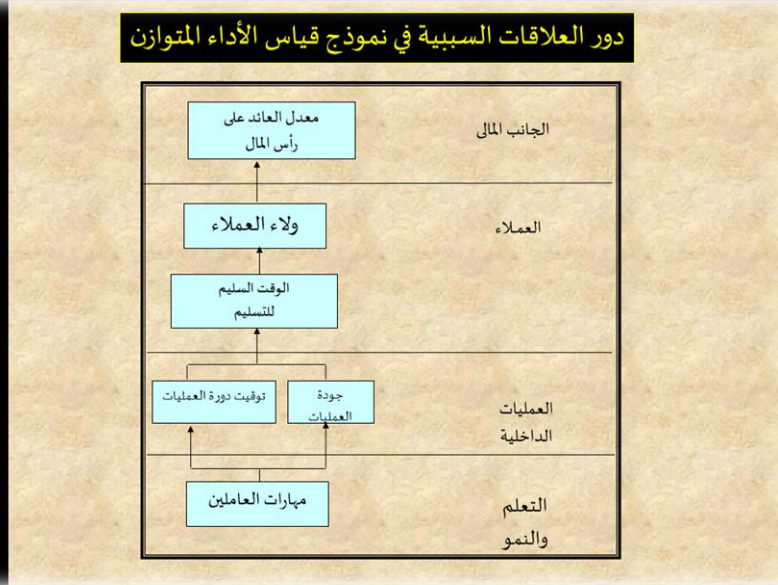 دور العلاقات السببية في نموذج قياس الأداء المتوازن
الجانب المالى
معدل العائد على
رأس المال
العملاء
ولاء العملاء
الوقت السليم
للتسليم
العمليات
الداخلية
جودة
العمليات
توقيت دورة العمليات
التعلم
والنمو
مهارات العاملين